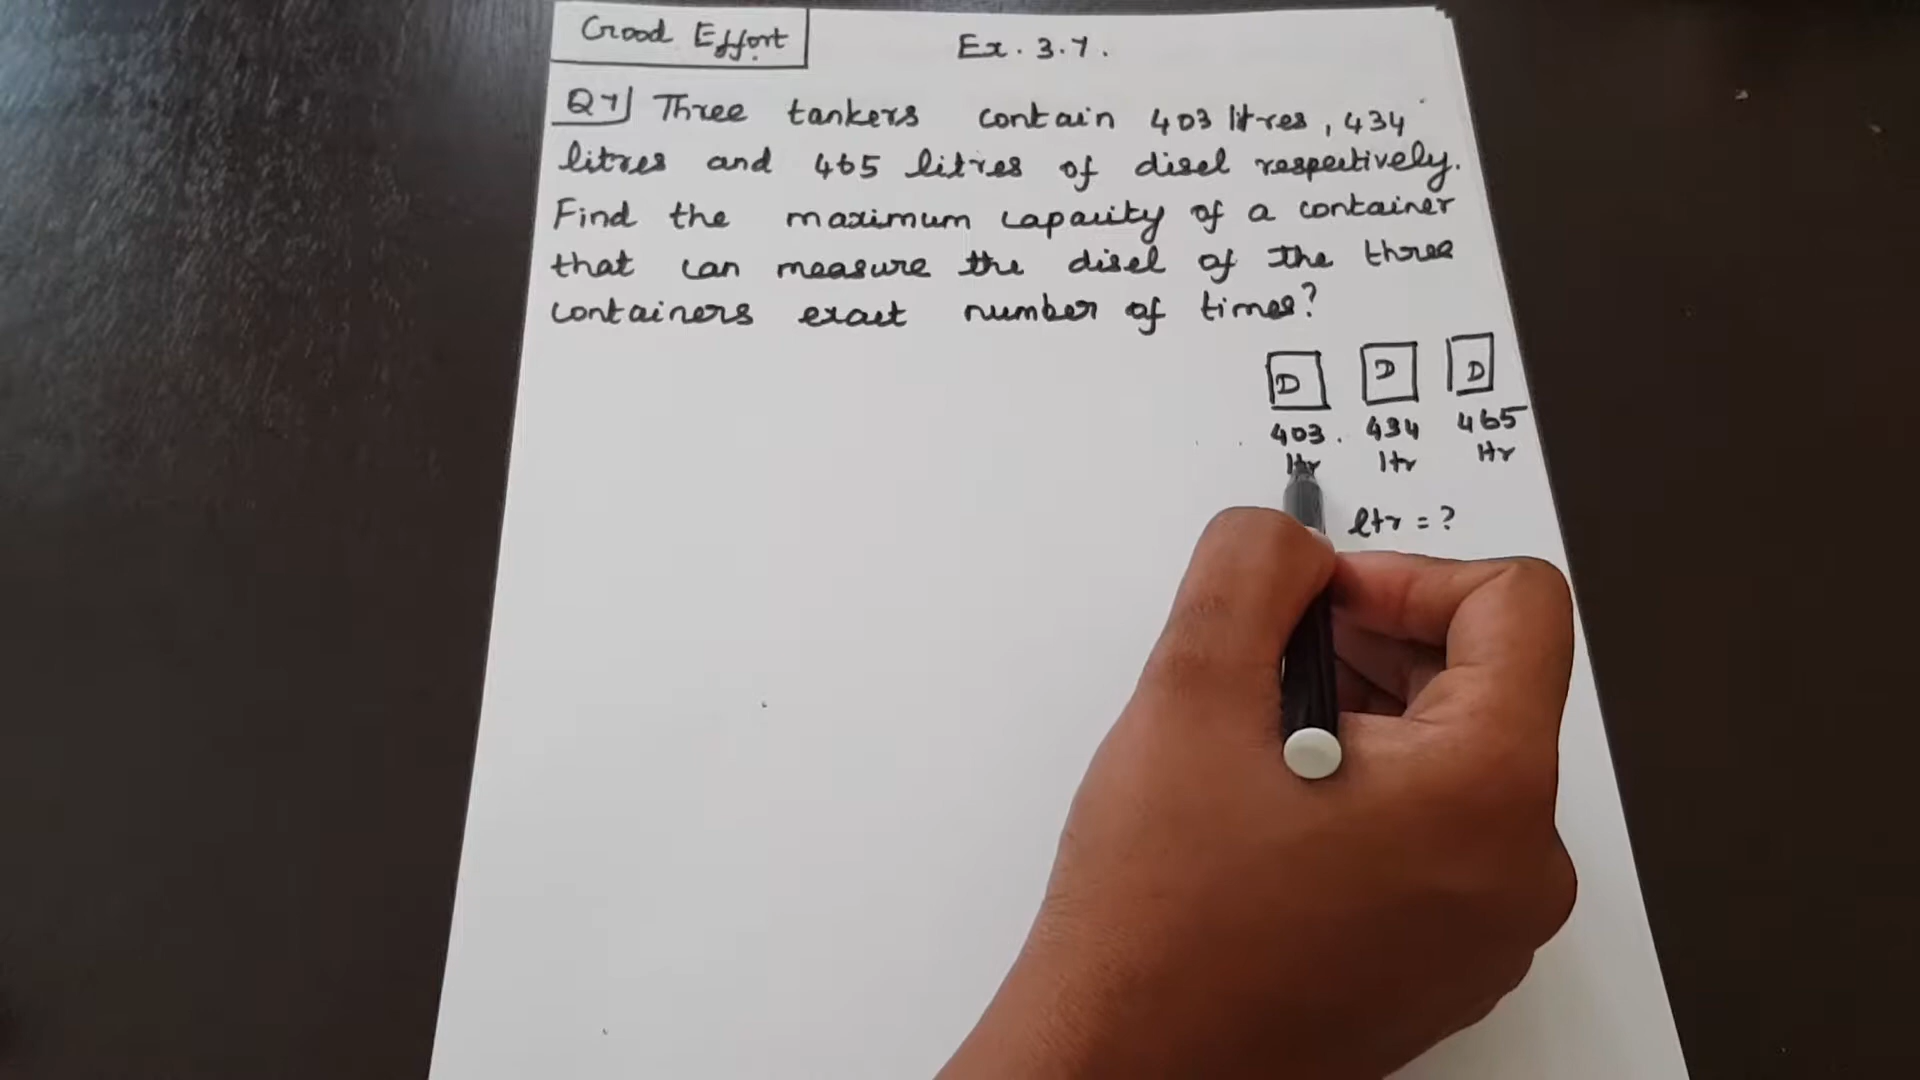 Good Effort
Ex. 3.7.
Q7) Three tankers contain 403 litres, 434
litres and 465 litres of disel respectively.
Find the maximum capacity of a container
that can measure the disel of the three
containers exact number of times?
D D D
403 434 465
ltr ltr ltr
ltr = ?